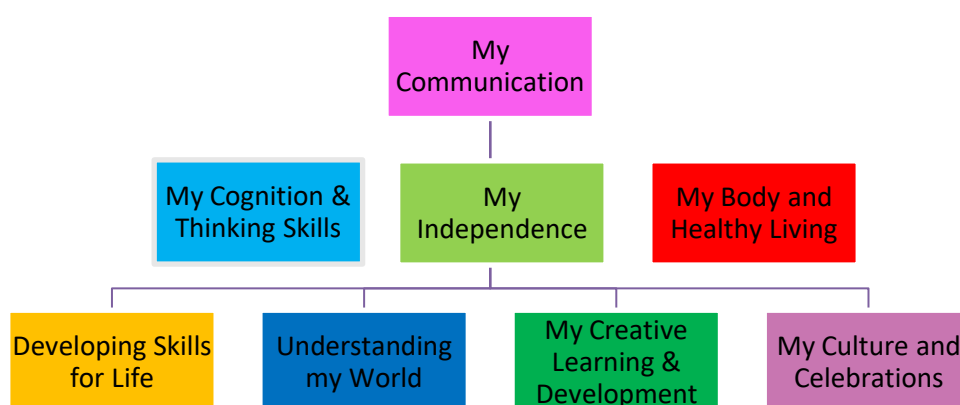 My
Communication
My Cognition &
Thinking Skills
My
Independence
My Body and
Healthy Living
Developing Skills
for Life
Understanding
my World
My Creative
Learning &
Development
My Culture and
Celebrations